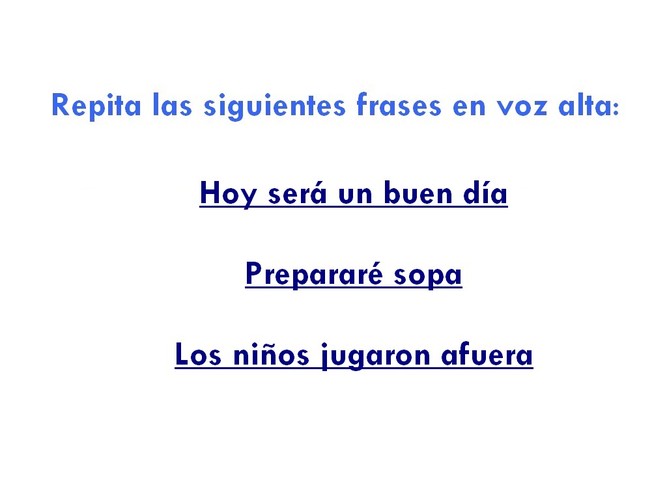 Repita las siguientes frases en voz alta:
Hoy será un buen día
Prepararé sopa
Los niños jugaron afuera